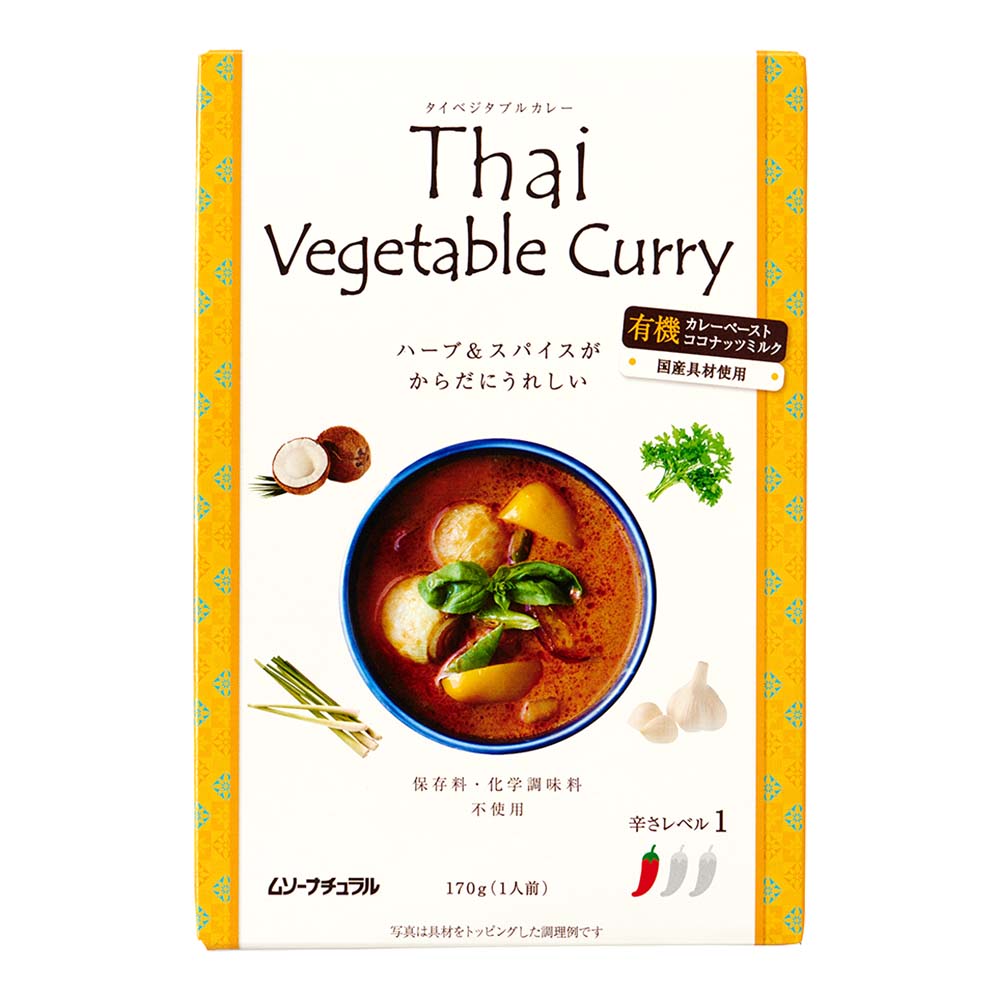 タイベジタブルカレー
Thai
Vegetable Curry
有機 カレーペースト
ココナッツミルク
国産具材使用
ハーブ&スパイスが
からだにうれしい
保存料・化学調味料
不使用
辛さレベル1
ムソーナチュラル
170g(1人前)
写真は具材をトッピングした調理例です